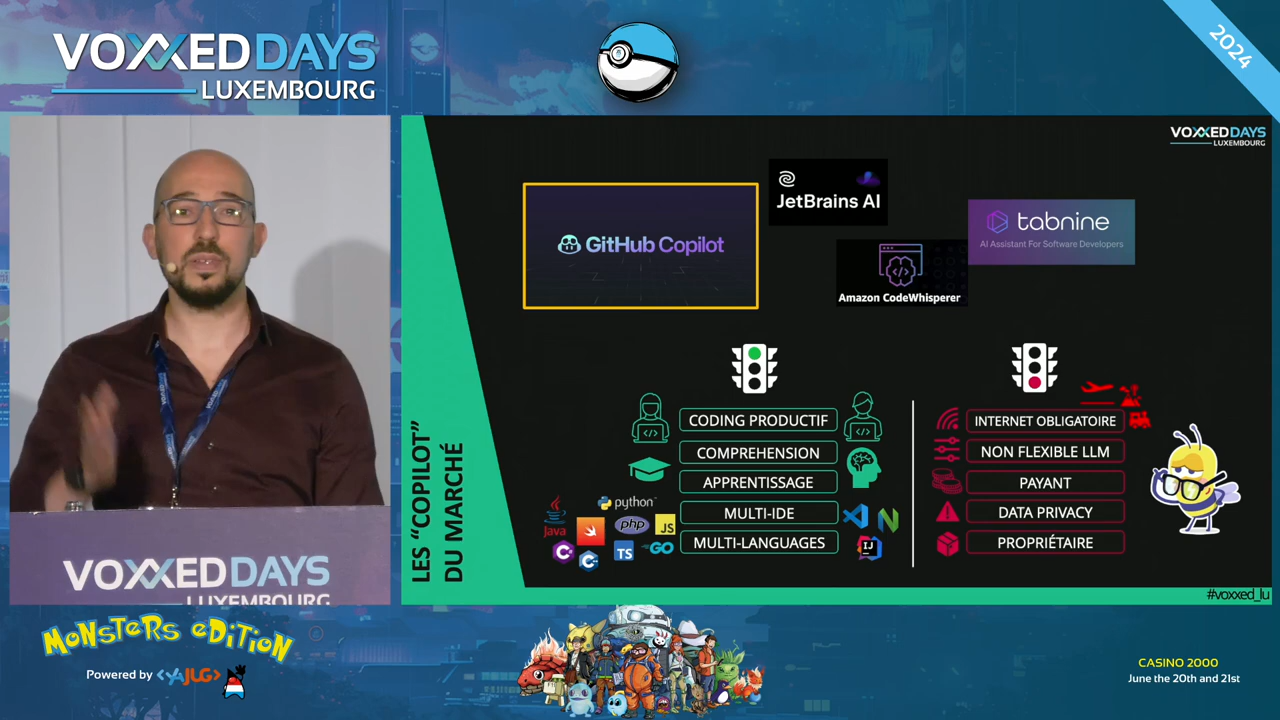 VOXXEDDAYS
LUXEMBOURG
2024
VOXXEDDAYS
LUXEMBOURG
GitHub Copilot
JetBrains AI
tabnine
AI Assistant For Software Developers
Amazon CodeWhisperer
LES “COPILOT”
DU MARCHÉ
CODING PRODUCTIF
COMPREHENSION
APPRENTISSAGE
MULTI-IDE
MULTI-LANGUAGES
python
Java
php
JS
C#
TS
GO
C++
IJ
INTERNET OBLIGATOIRE
NON FLEXIBLE LLM
PAYANT
DATA PRIVACY
PROPRIÉTAIRE
#voxxed_lu
VOXXEDDAYS
LUXEMBOURG
MONSTERS EDITION
Powered by <YAJUG>
CASINO 2000
June the 20th and 21st